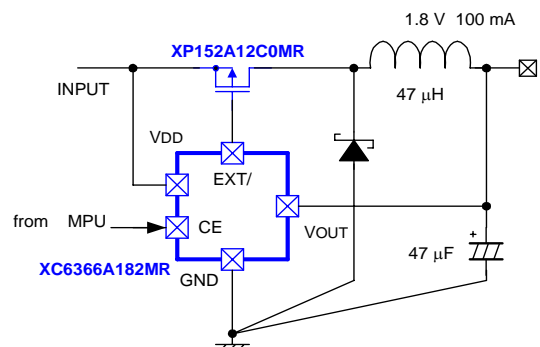 1.8 V 100 mA
XP152A12C0MR
INPUT
47 μH
VDD
EXT/
from MPU
CE
VOUT
XC6366A182MR
GND
+
47 μF